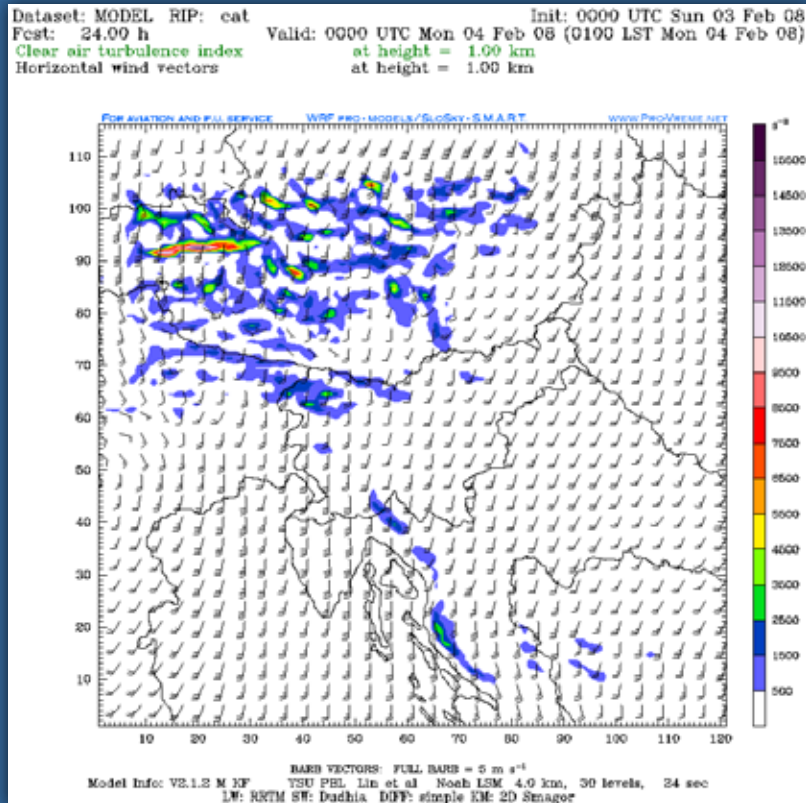 Dataset: MODEL RIP: cat Init: 0000 UTC Sun 03 Feb 08
Fcst: 24.00 h Valid: 0000 UTC Mon 04 Feb 08 (0100 LST Mon 04 Feb 08)
Clear air turbulence index at height = 1.00 km
Horizontal wind vectors at height = 1.00 km
FOR AVIATION AND P.U. SERVICE WRF PRO-MODELS/SLOSKY-S.M.A.R.T. WWW.PROVREME.NET
110
100
90
80
70
60
50
40
30
20
10
10 20 30 40 50 60 70 80 90 100 110 120
15500
14500
13500
12500
11500
10500
9500
8500
7500
6500
5500
3500
2500
1500
500
BARB VECTORS: FULL BARB = 5 m s⁻¹
Model Info: V2.1.2 M KF YSU PBL Lin et al Noah LSM 4.0 km, 30 levels, 24 sec
LW: RRTM SW: Dudhia DIFF: simple KM: 2D Smagor